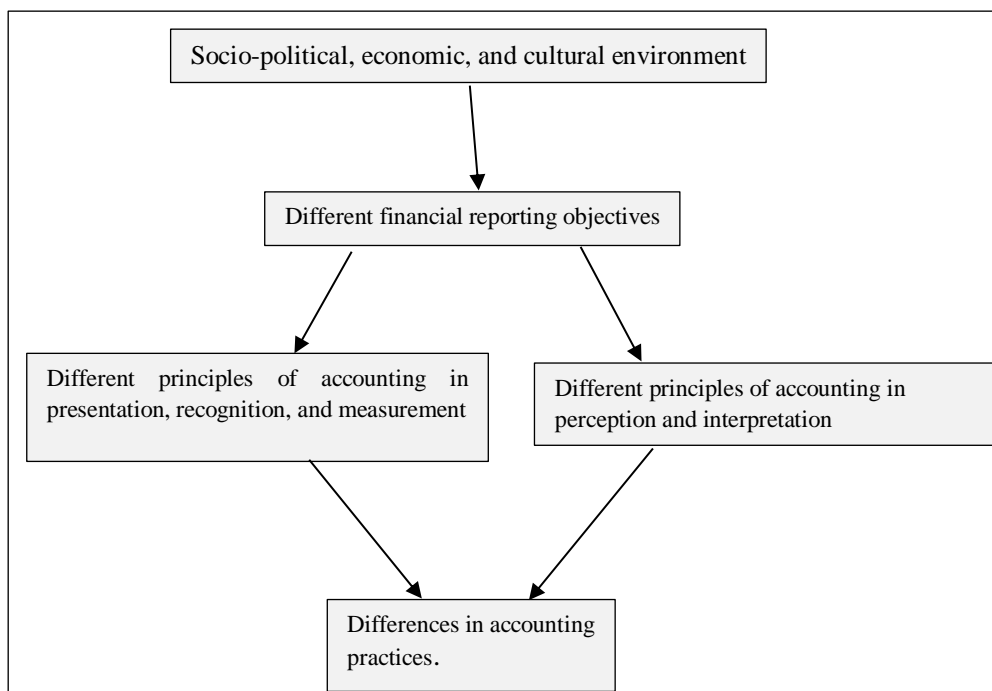 Socio-political, economic, and cultural environment
Different financial reporting objectives
Different principles of accounting in
presentation, recognition, and measurement
Different principles of accounting in
perception and interpretation
Differences in accounting
practices.